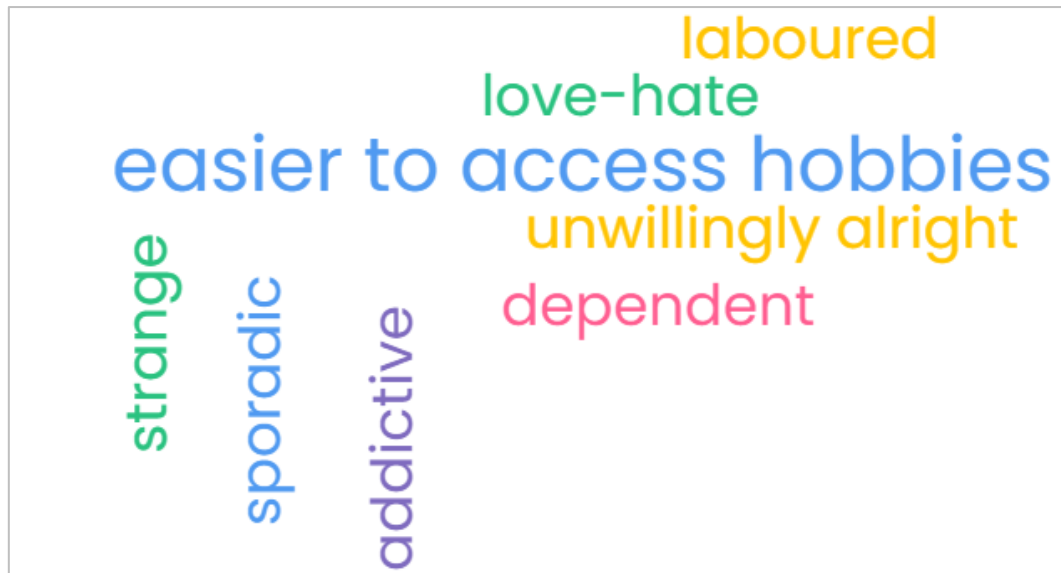 laboured
love-hate
easier to access hobbies
unwillingly alright
dependent
strange
sporadic
addictive